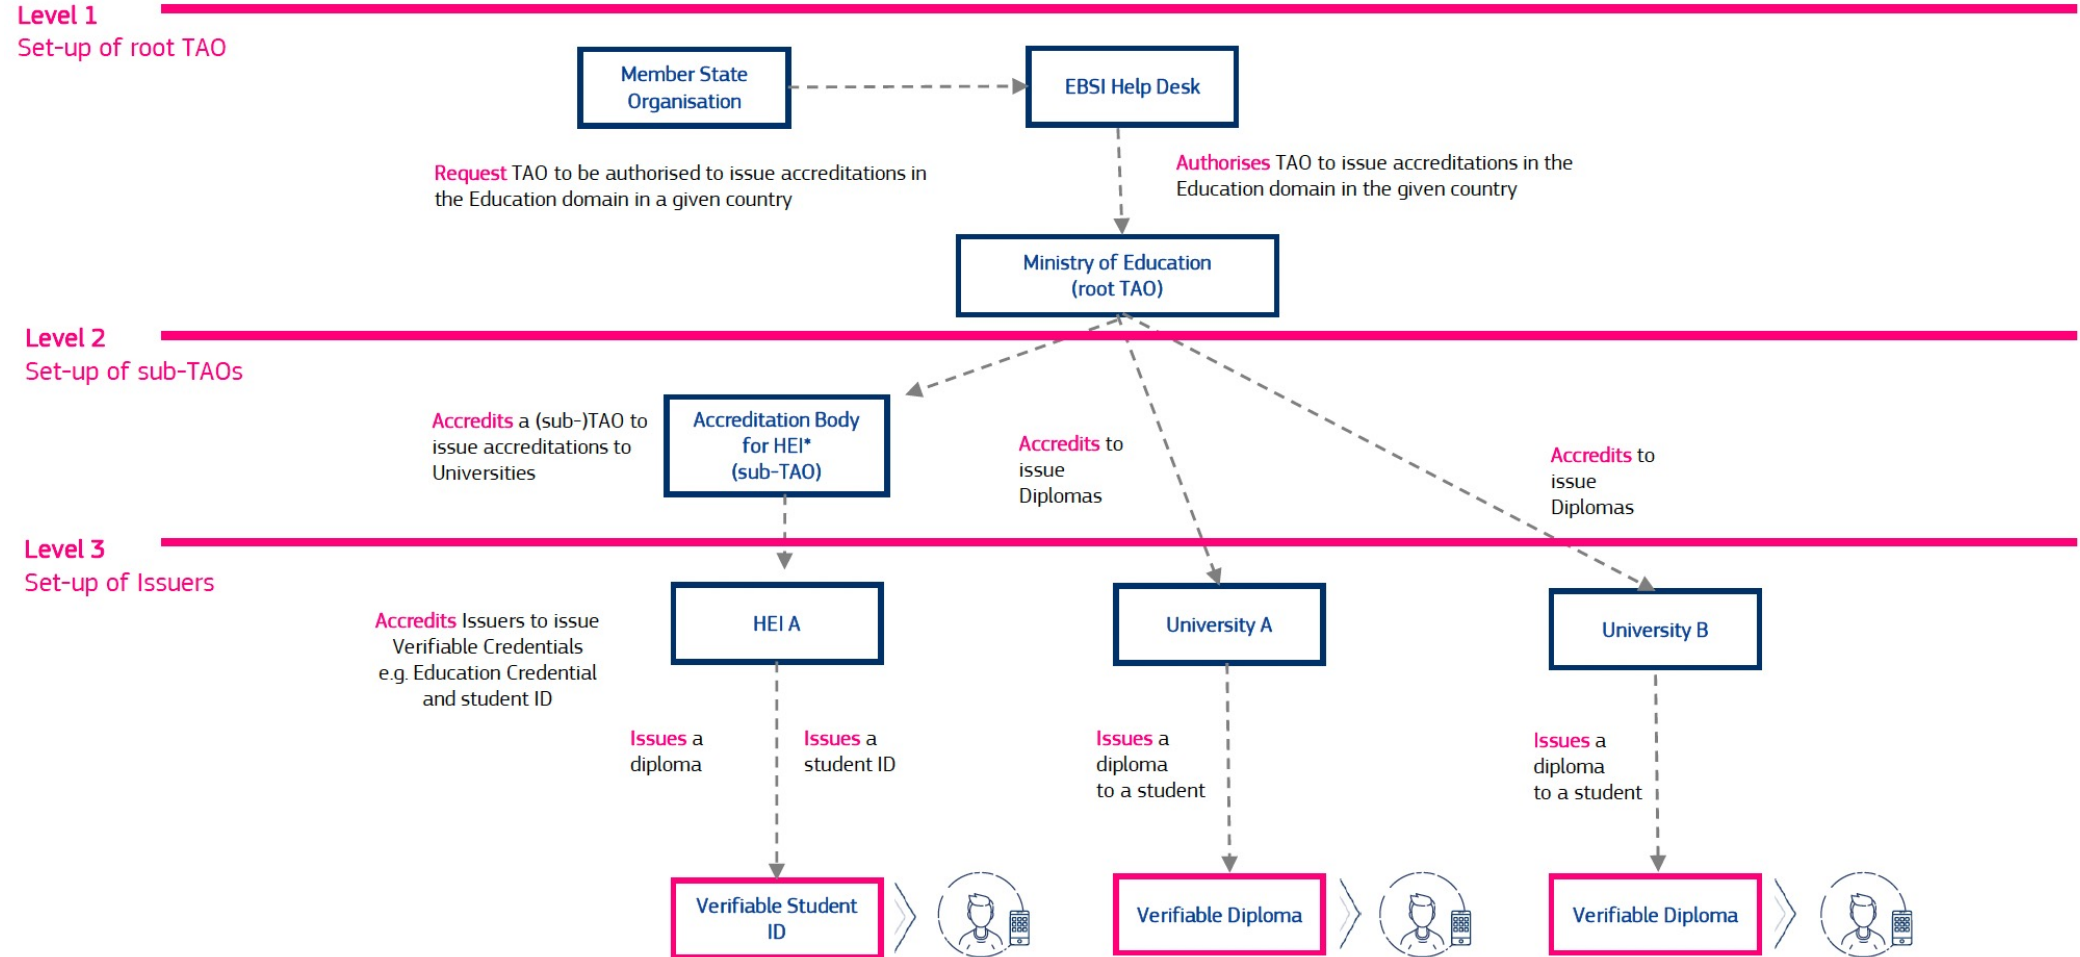 Level 1
Set-up of root TAO
Member State
Organisation
EBSI Help Desk
Request TAO to be authorised to issue accreditations in
the Education domain in a given country
Authorises TAO to issue accreditations in the
Education domain in the given country
Ministry of Education
(root TAO)
Level 2
Set-up of sub-TAOs
Accredits a (sub-)TAO to
issue accreditations to
Universities
Accreditation Body
for HEI*
(sub-TAO)
Accredits to
issue
Diplomas
Accredits to
issue
Diplomas
Level 3
Set-up of Issuers
Accredits Issuers to issue
Verifiable Credentials
e.g. Education Credential
and student ID
HEI A
University A
University B
Issues a
diploma
Issues a
student ID
Issues a
diploma
to a student
Issues a
diploma
to a student
Verifiable Student
ID
Verifiable Diploma
Verifiable Diploma